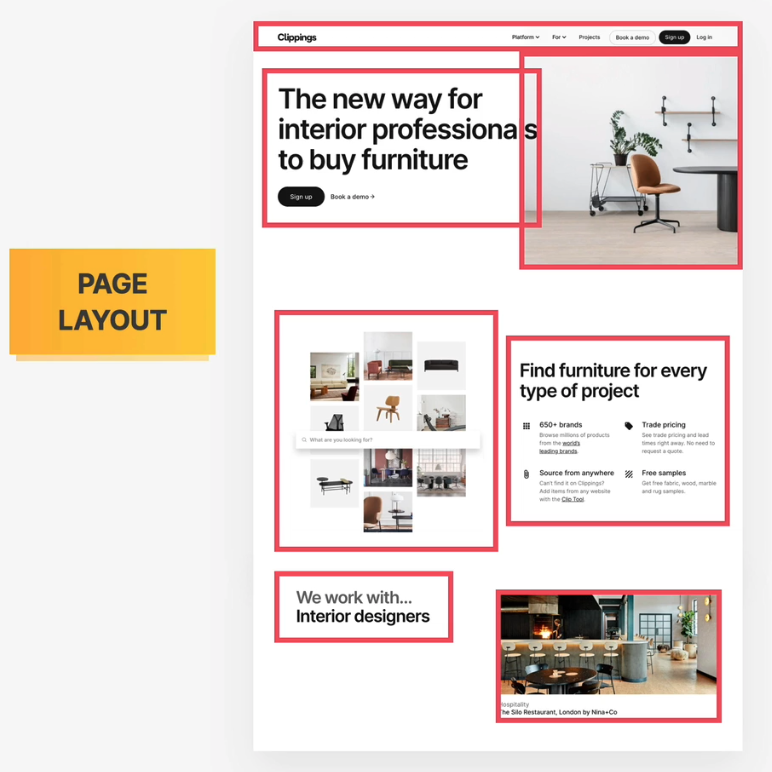 PAGE
LAYOUT
Clippings
Platform For Projects Book a demo Sign up Log in
The new way for
interior professionals
to buy furniture
Sign up Book a demo →
What are you looking for?
Find furniture for every
type of project
650+ brands
Browse millions of products
from the world's
leading brands.
Trade pricing
See trade pricing and lead
times right away. No need to
request a quote.
Source from anywhere
Can't find it on Clippings?
Add items from any website
with the Clip Tool.
Free samples
Get free fabric, wood, marble
and rug samples.
We work with...
Interior designers
Hospitality
The Silo Restaurant, London by Nina+Co